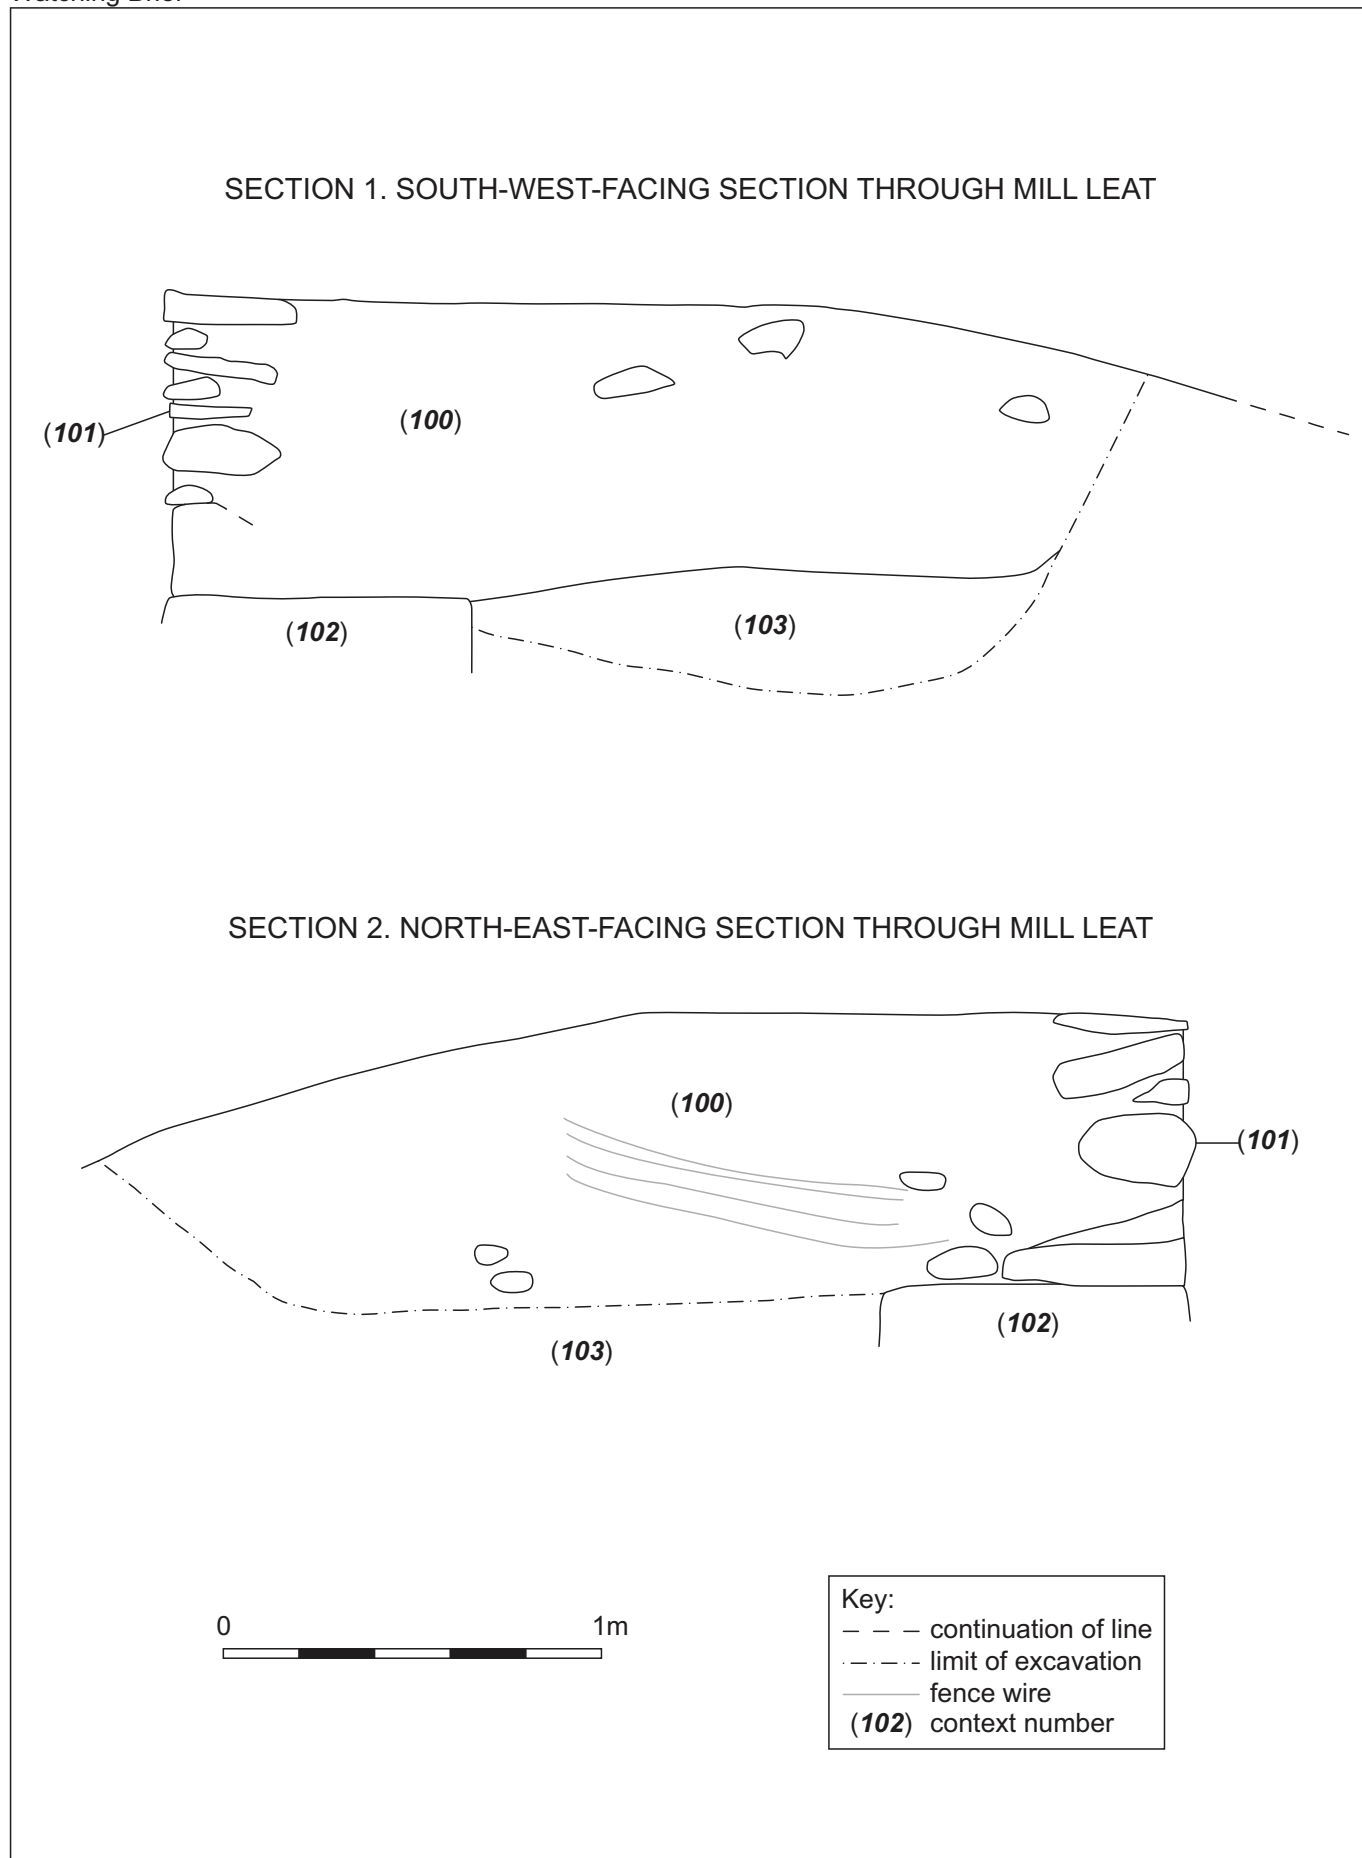 SECTION 1. SOUTH-WEST-FACING SECTION THROUGH MILL LEAT
(101)
(100)
(102)
(103)
SECTION 2. NORTH-EAST-FACING SECTION THROUGH MILL LEAT
(100)
(101)
(102)
(103)
0 1m
Key:
continuation of line
limit of excavation
fence wire
(102) context number